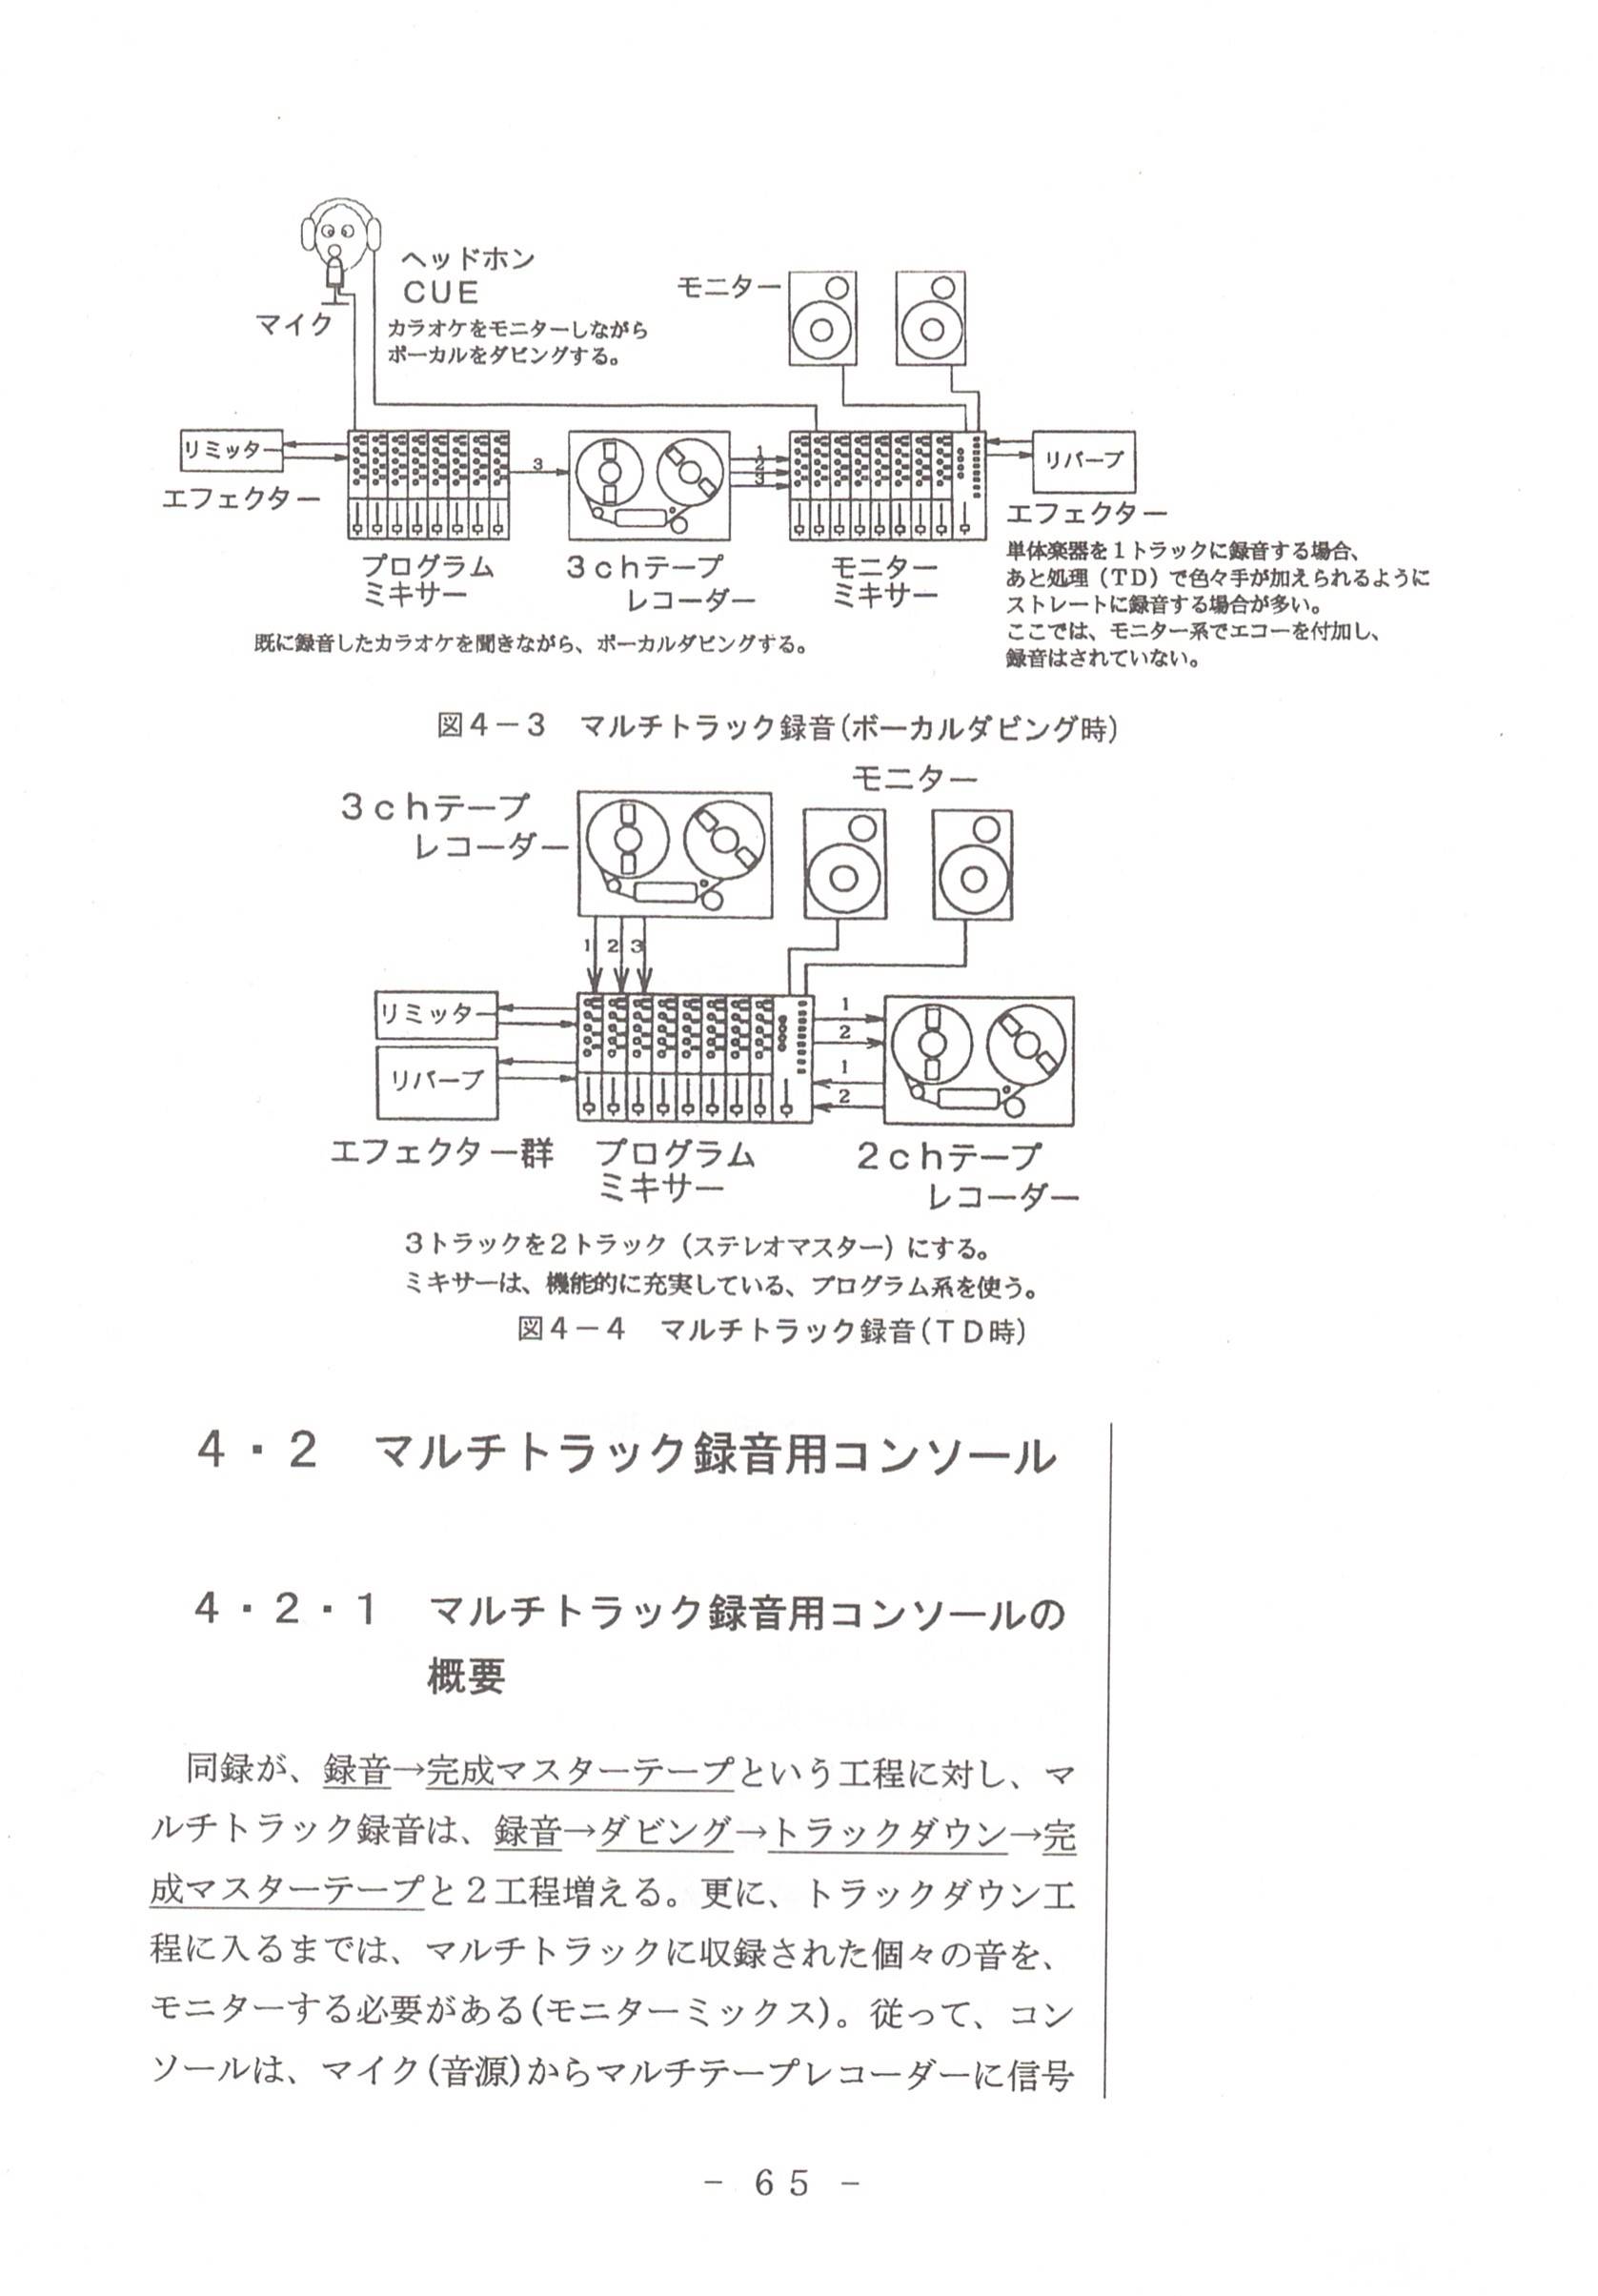 ヘッドホン
CUE
マイク
カラオケをモニターしながら
ボーカルをダビングする。
モニター
リミッター
エフェクター
3
1
2
3
リバーブ
エフェクター
プログラム
ミキサー
3chテープ
レコーダー
モニター
ミキサー
単体楽器を1トラックに録音する場合、
あと処理(TD)で色々手が加えられるように
ストレートに録音する場合が多い。
ここでは、モニター系でエコーを付加し、
録音はされていない。
既に録音したカラオケを聞きながら、ボーカルダビングする。
図4-3 マルチトラック録音(ボーカルダビング時)
モニター
3chテープ
レコーダー
1 2 3
リミッター
リバーブ
1
2
1
2
エフェクター群
プログラム
ミキサー
2chテープ
レコーダー
3トラックを2トラック(ステレオマスター)にする。
ミキサーは、機能的に充実している、プログラム系を使う。
図4-4 マルチトラック録音(TD時)
4・2 マルチトラック録音用コンソール
4・2・1 マルチトラック録音用コンソールの
概要
同録が、録音→完成マスターテープという工程に対し、マ
ルチトラック録音は、録音→ダビング→トラックダウン→完
成マスターテープと2工程増える。更に、トラックダウン工
程に入るまでは、マルチトラックに収録された個々の音を、
モニターする必要がある(モニターミックス)。従って、コン
ソールは、マイク(音源)からマルチテープレコーダーに信号
- 65 -